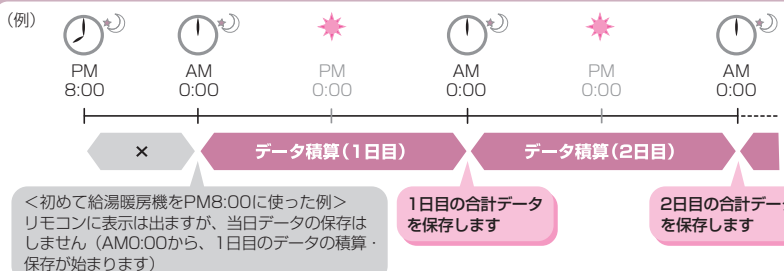 （例）
PM AM PM AM PM AM
8:00 0:00 0:00 0:00 0:00 0:00
× データ積算（1日目） データ積算（2日目）
＜初めて給湯暖房機をPM8:00に使った例＞
リモコンに表示は出ますが、当日データの保存は
しません（AM0:00から、1日目のデータの積算・
保存が始まります）
1日目の合計データ
を保存します
2日目の合計データ
を保存します